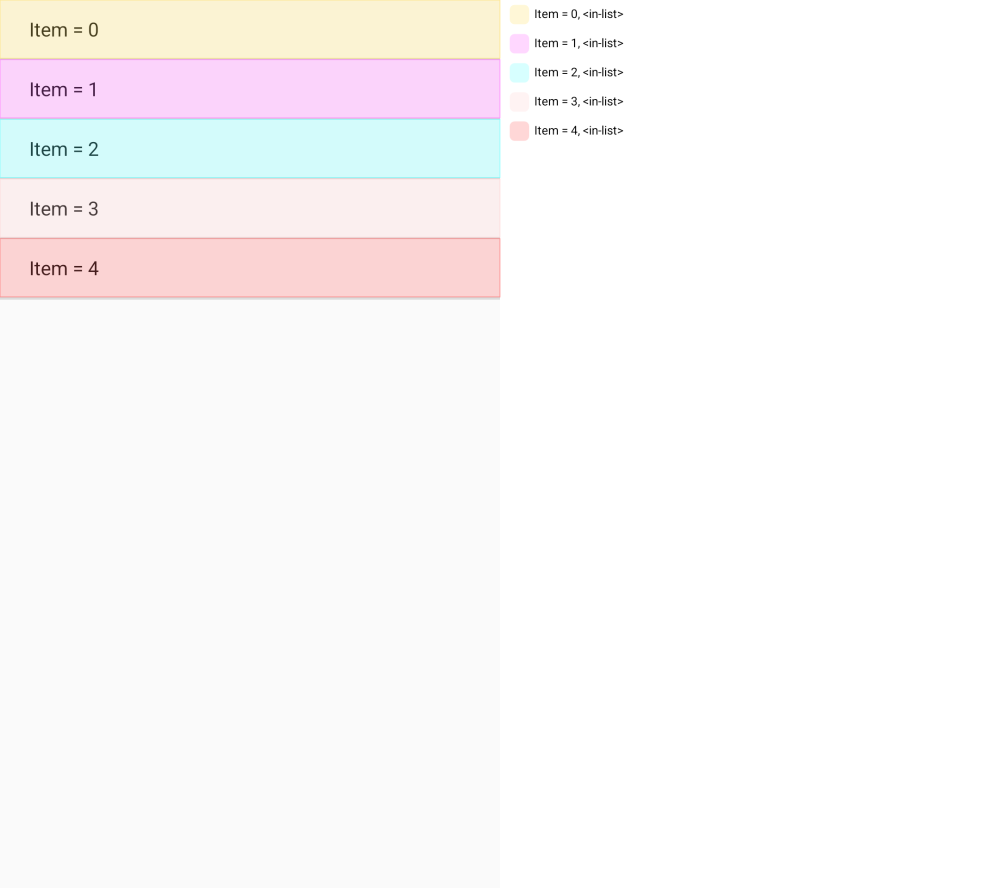 Item = 0
Item = 1
Item = 2
Item = 3
Item = 4
Item = 0, <in-list>
Item = 1, <in-list>
Item = 2, <in-list>
Item = 3, <in-list>
Item = 4, <in-list>